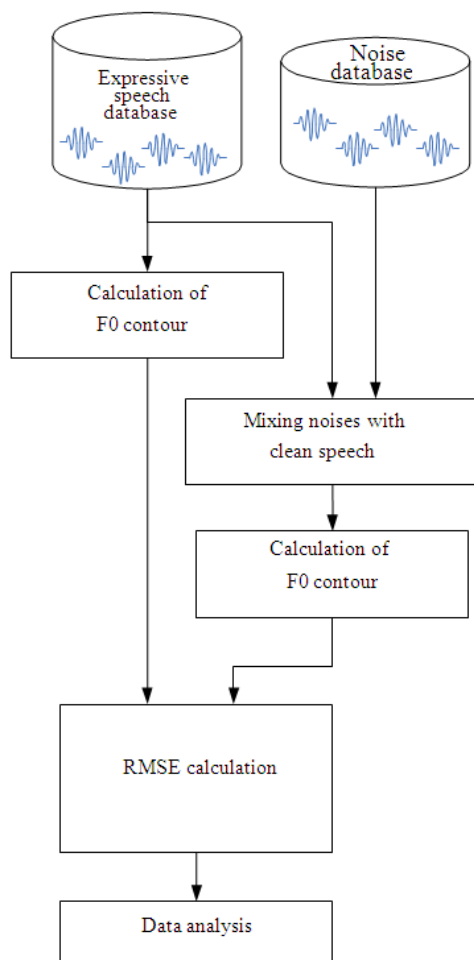 Expressive
speech
database
Noise
database
Calculation of
F0 contour
Mixing noises with
clean speech
Calculation of
F0 contour
RMSE calculation
Data analysis